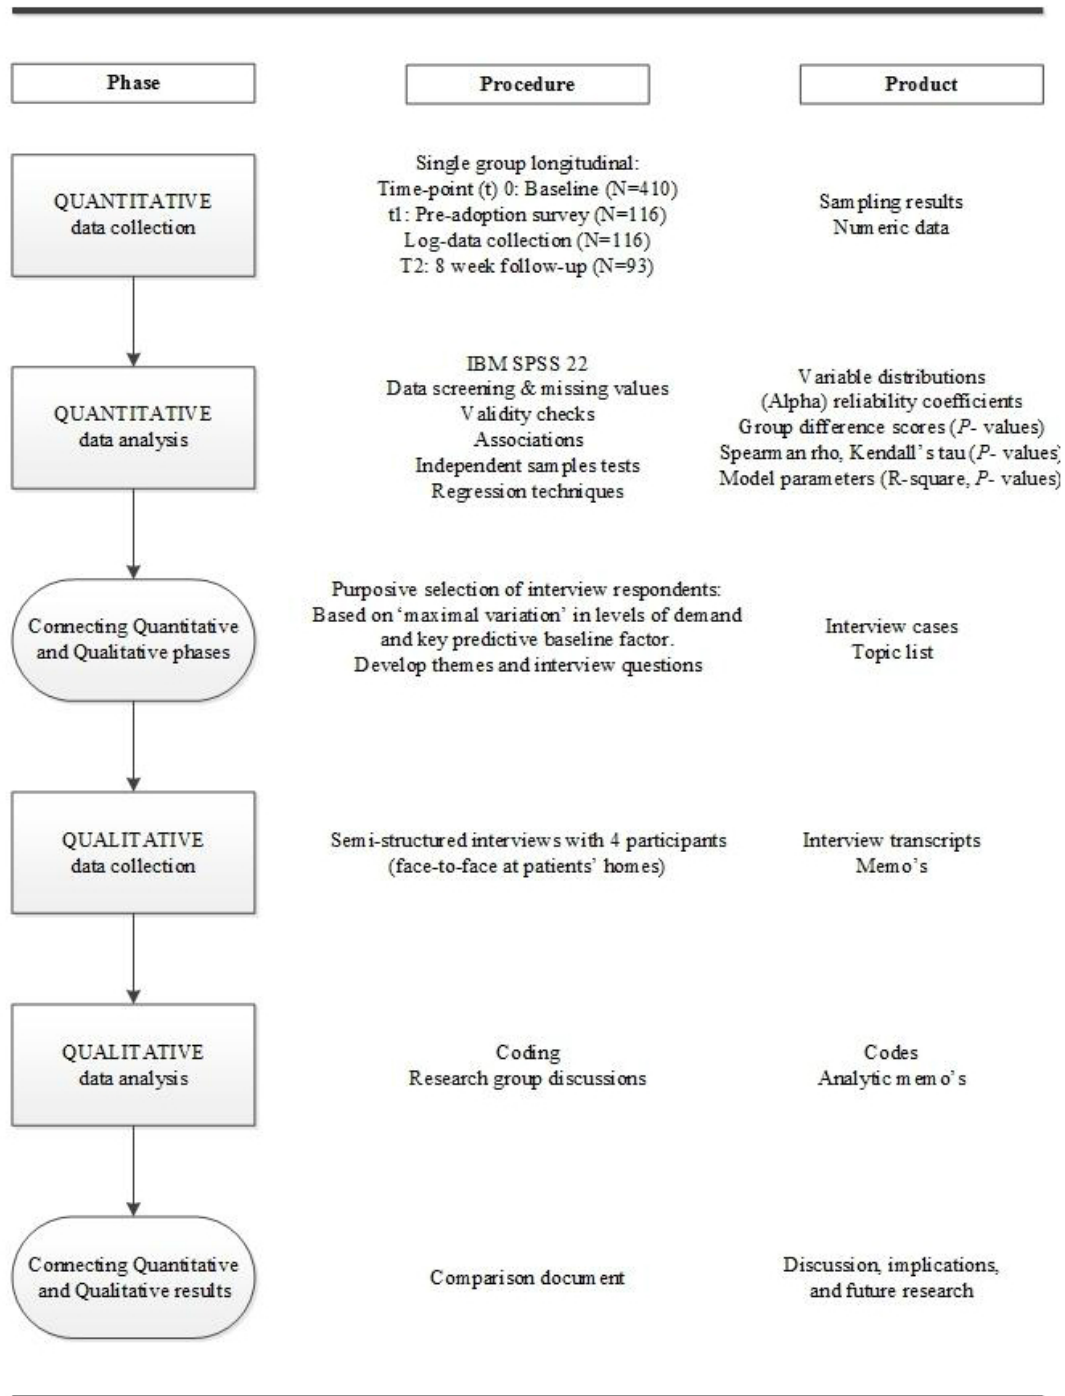 Phase
Procedure
Product
QUANTITATIVE
data collection
Single group longitudinal:
Time-point (t) 0: Baseline (N=410)
t1: Pre-adoption survey (N=116)
Log-data collection (N=116)
T2: 8 week follow-up (N=93)
Sampling results
Numeric data
QUANTITATIVE
data analysis
IBM SPSS 22
Data screening & missing values
Validity checks
Associations
Independent samples tests
Regression techniques
Variable distributions
(Alpha) reliability coefficients
Group difference scores (P- values)
Spearman rho, Kendall's tau (P- values)
Model parameters (R-square, P- values)
Connecting Quantitative
and Qualitative phases
Purposive selection of interview respondents:
Based on 'maximal variation' in levels of demand
and key predictive baseline factor.
Develop themes and interview questions
Interview cases
Topic list
QUALITATIVE
data collection
Semi-structured interviews with 4 participants
(face-to-face at patients' homes)
Interview transcripts
Memo's
QUALITATIVE
data analysis
Coding
Research group discussions
Codes
Analytic memo's
Connecting Quantitative
and Qualitative results
Comparison document
Discussion, implications,
and future research